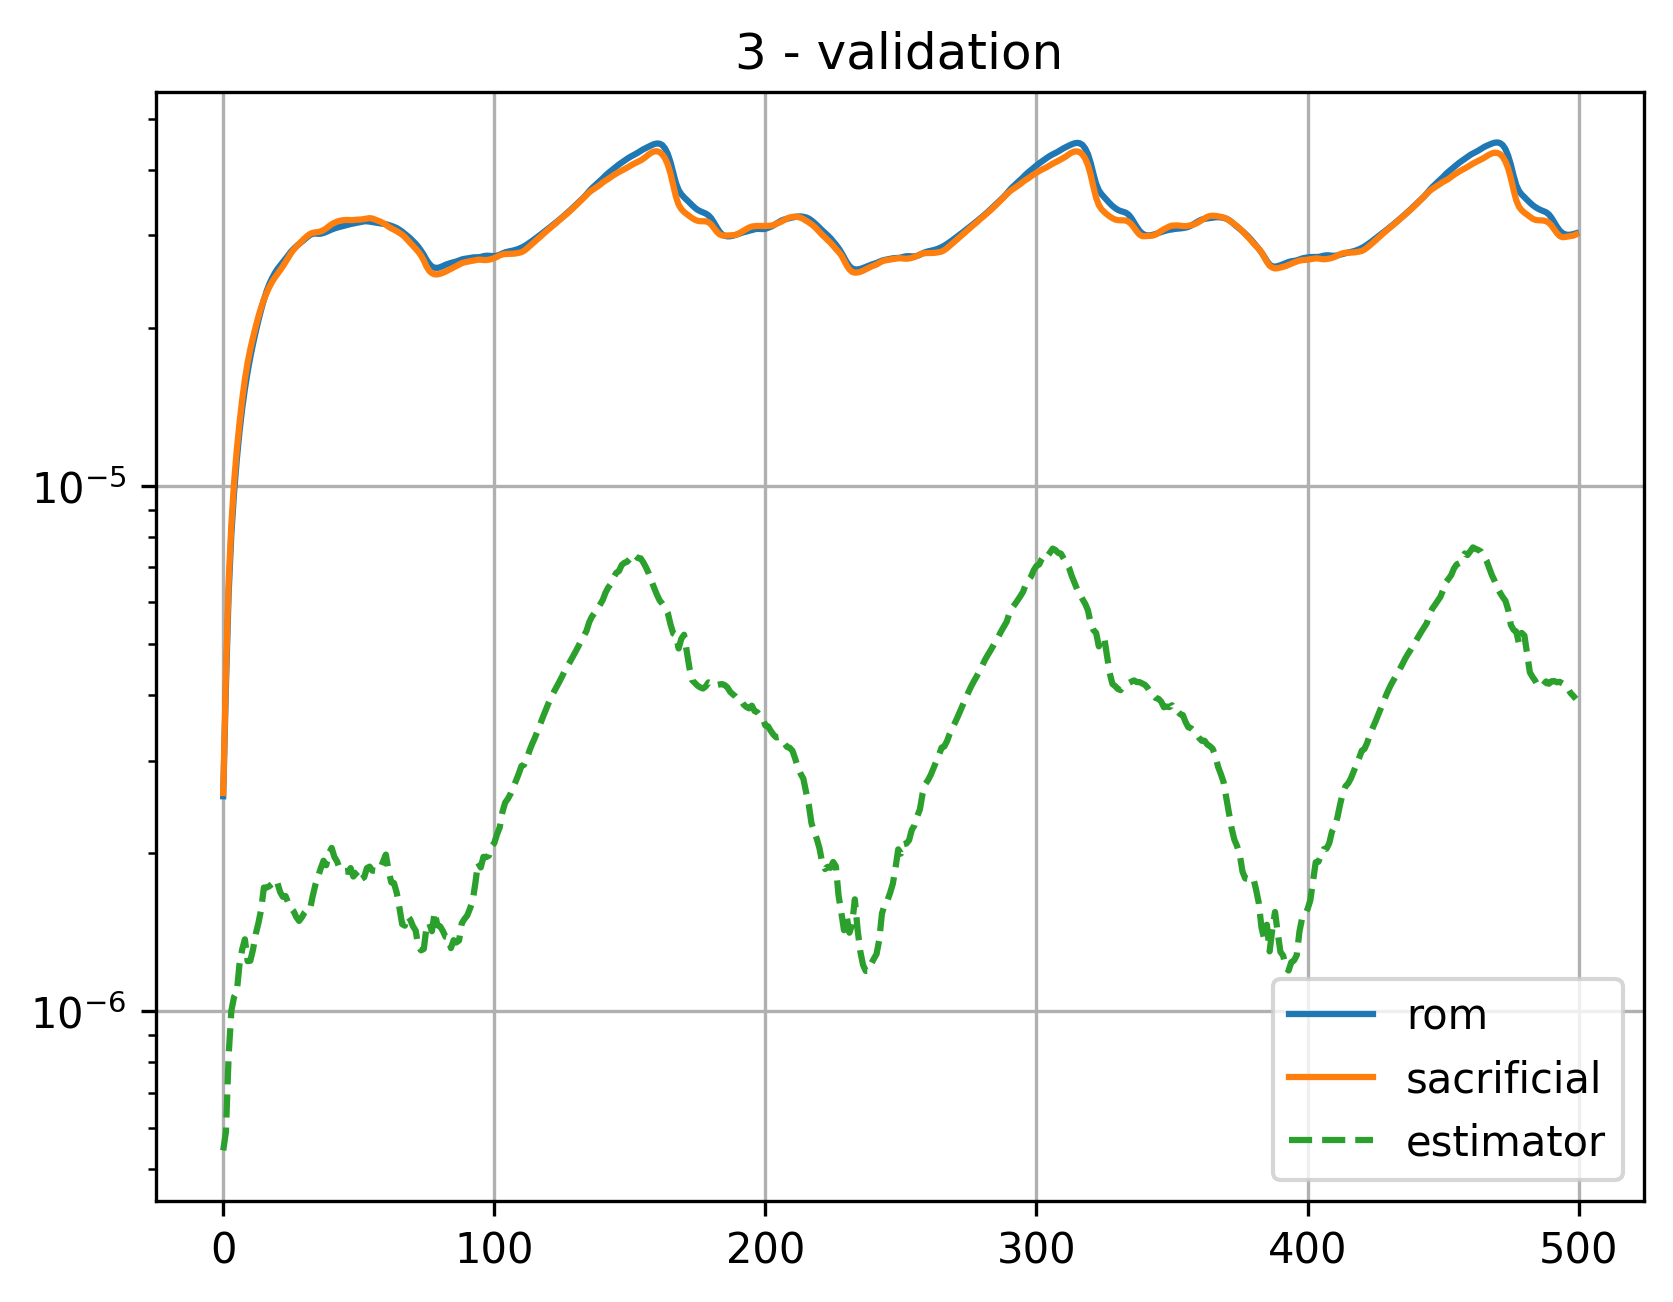 3 - validation
10⁻⁵
10⁻⁶
0 100 200 300 400 500
rom
sacrificial
estimator